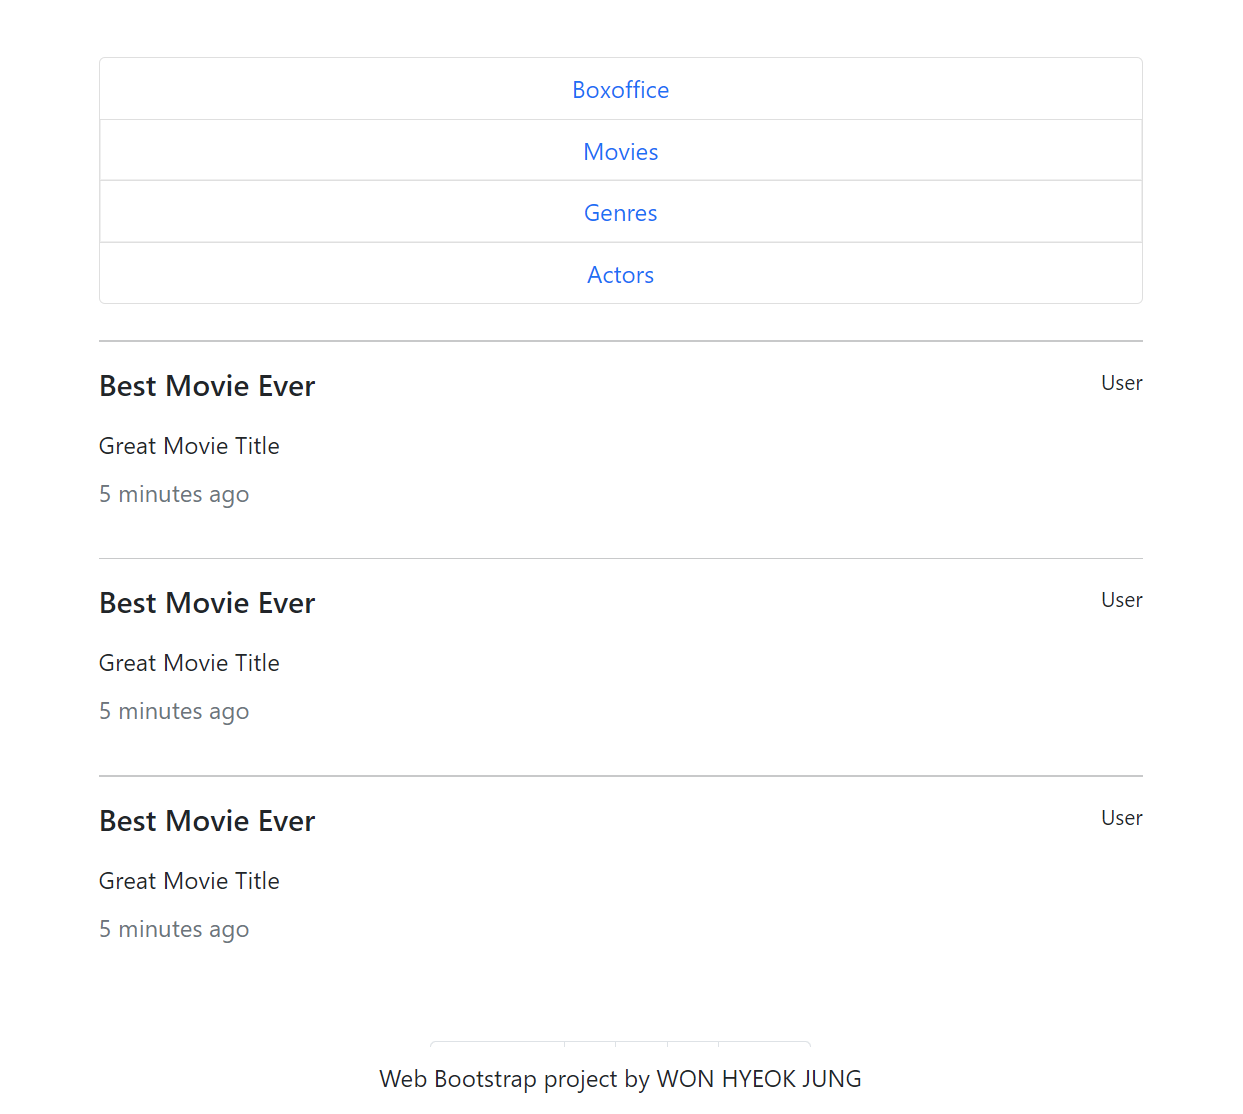 Boxoffice
Movies
Genres
Actors
Best Movie Ever
User
Great Movie Title
5 minutes ago
Best Movie Ever
User
Great Movie Title
5 minutes ago
Best Movie Ever
User
Great Movie Title
5 minutes ago
Web Bootstrap project by WON HYEOK JUNG